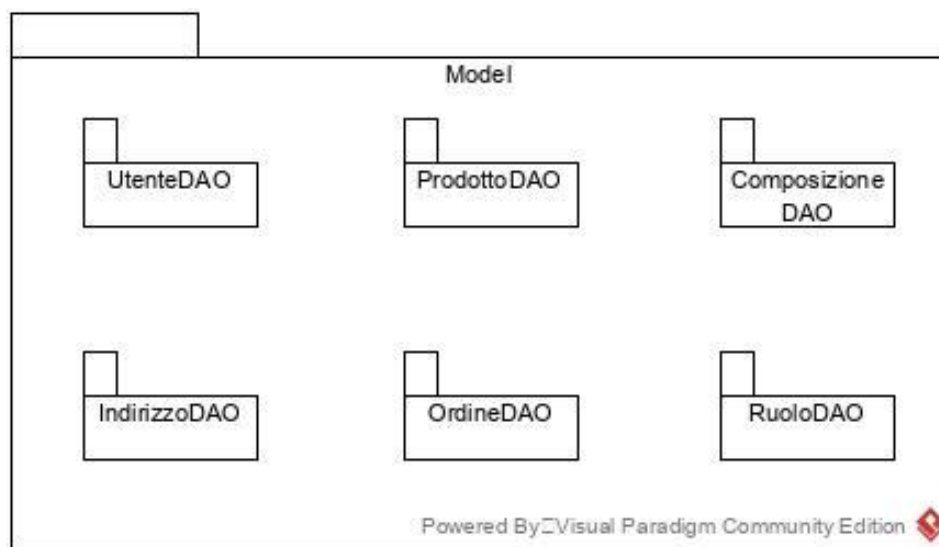 Model
UtenteDAO
ProdottoDAO
Composizione
DAO
IndirizzoDAO
OrdineDAO
RuoloDAO
Powered By Visual Paradigm Community Edition